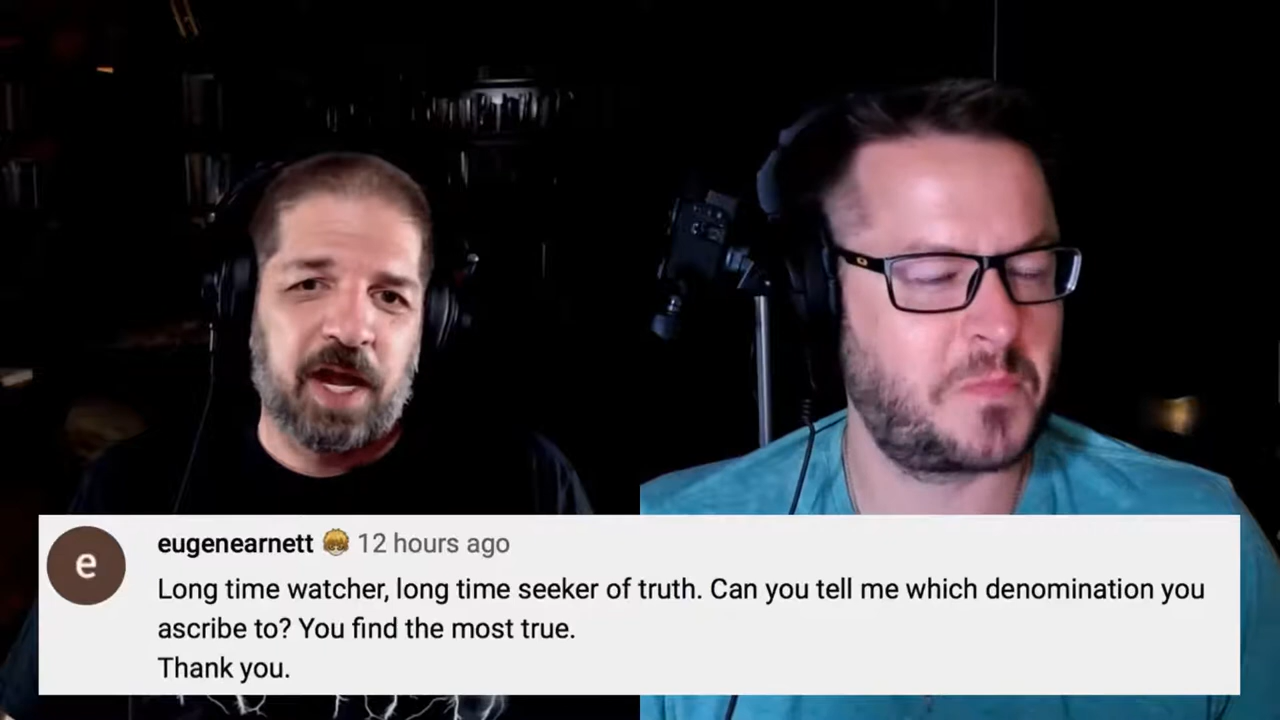 e
eugenearnett 12 hours ago
Long time watcher, long time seeker of truth. Can you tell me which denomination you
ascribe to? You find the most true.
Thank you.